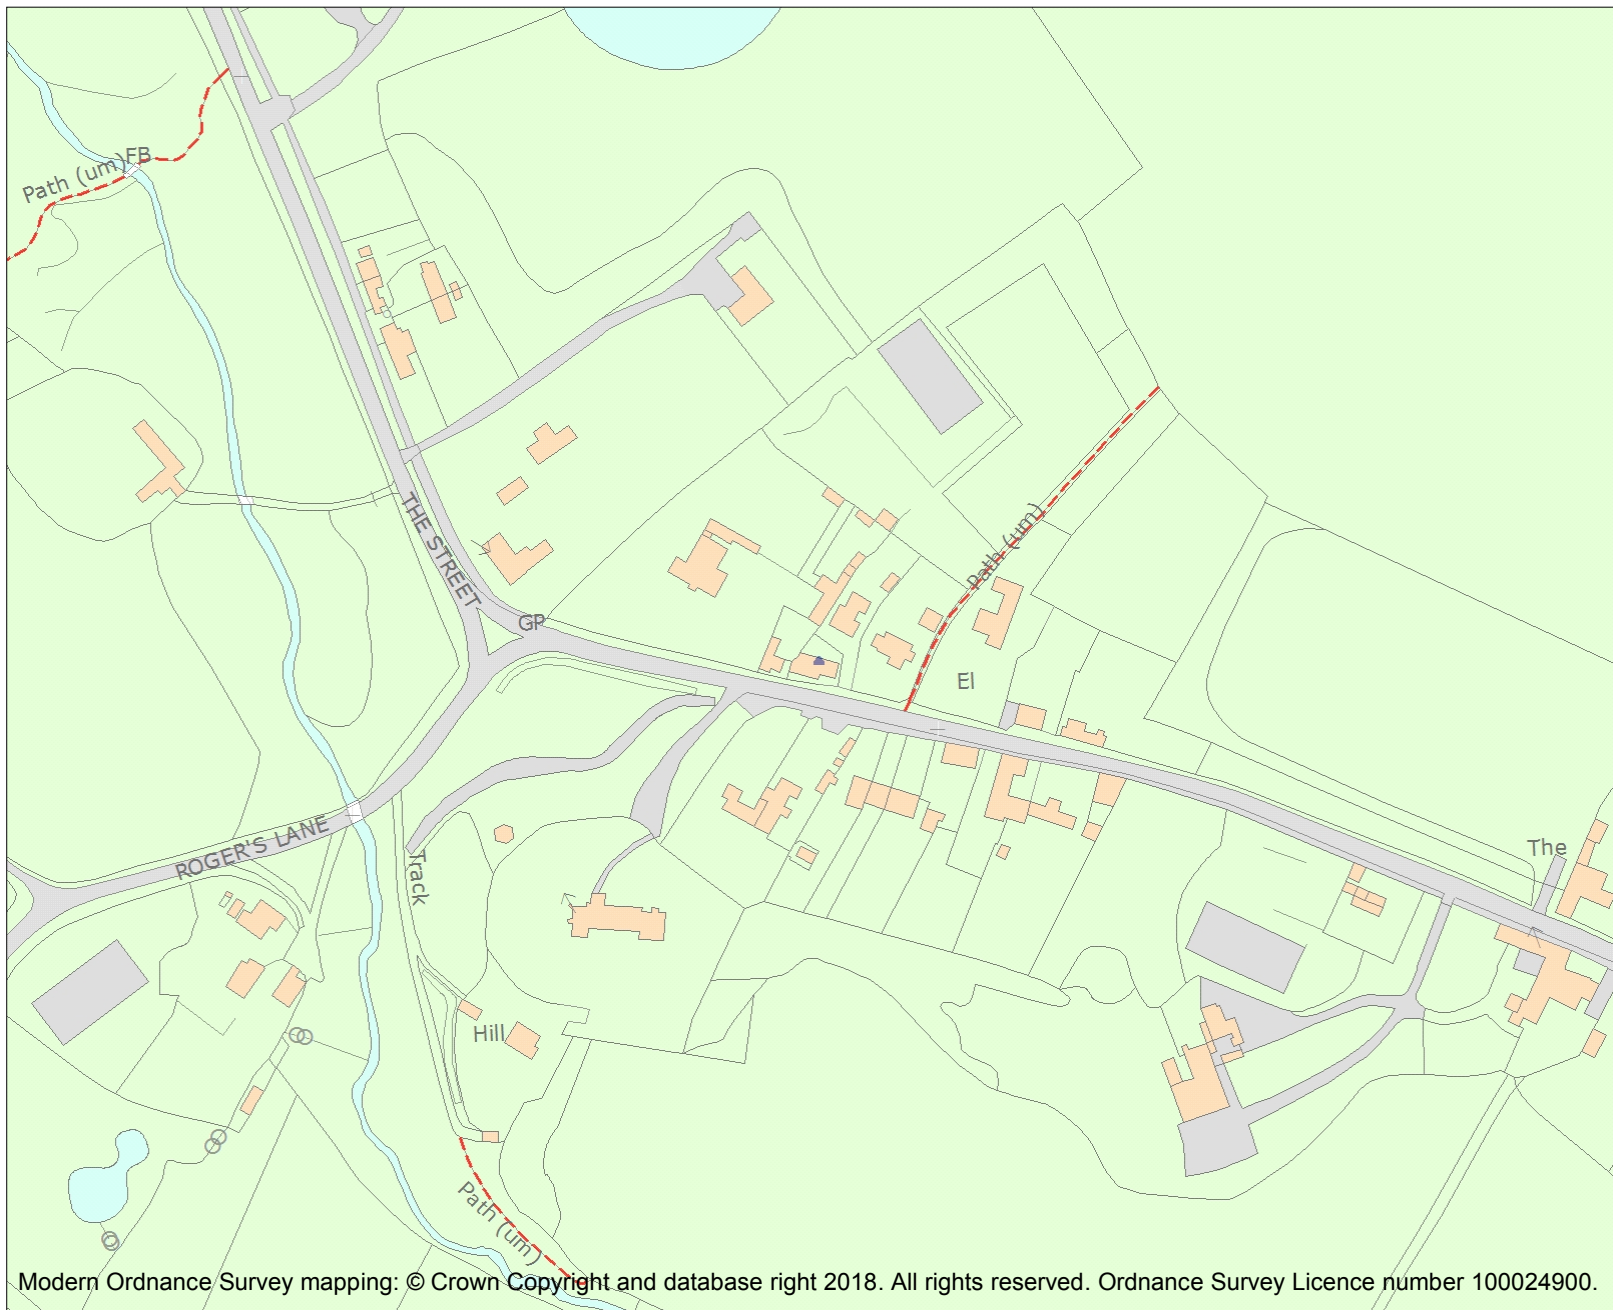 FB
Path (um)
THE STREET
Path (um)
GP
El
ROGER'S LANE
Track
The
Hill
Path (um)
Modern Ordnance Survey mapping: © Crown Copyright and database right 2018. All rights reserved. Ordnance Survey Licence number 100024900.